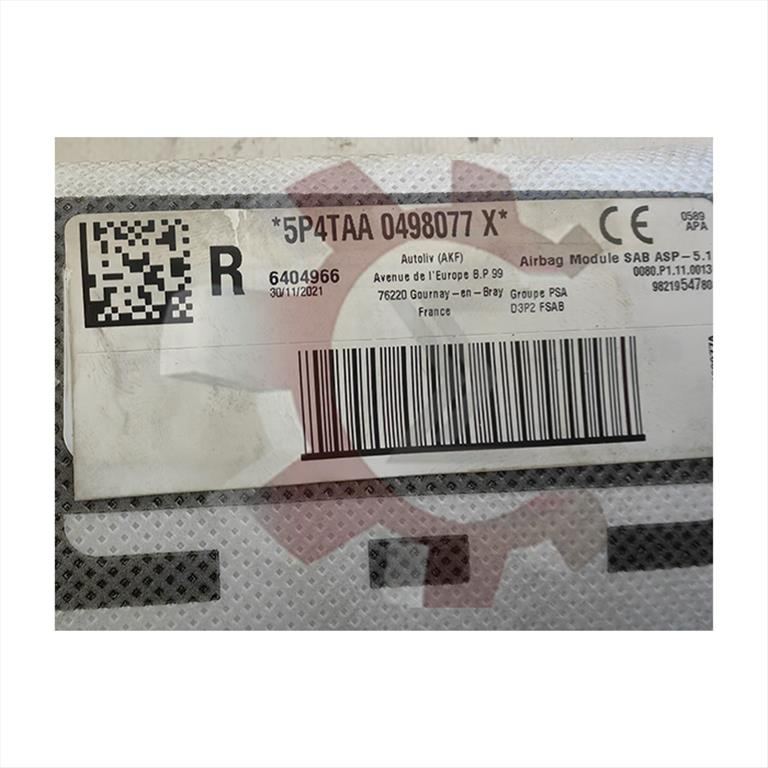 *5P4TAA 0498077 X*
CE
0589
APA
R
6404966
30/11/2021
Autoliv (AKF)
Avenue de l'Europe B.P 99
76220 Gournay-en-Bray
France
Groupe PSA
D3P2 FSAB
Airbag Module SAB ASP-5.1
0080.P1.11.0013
9821954780